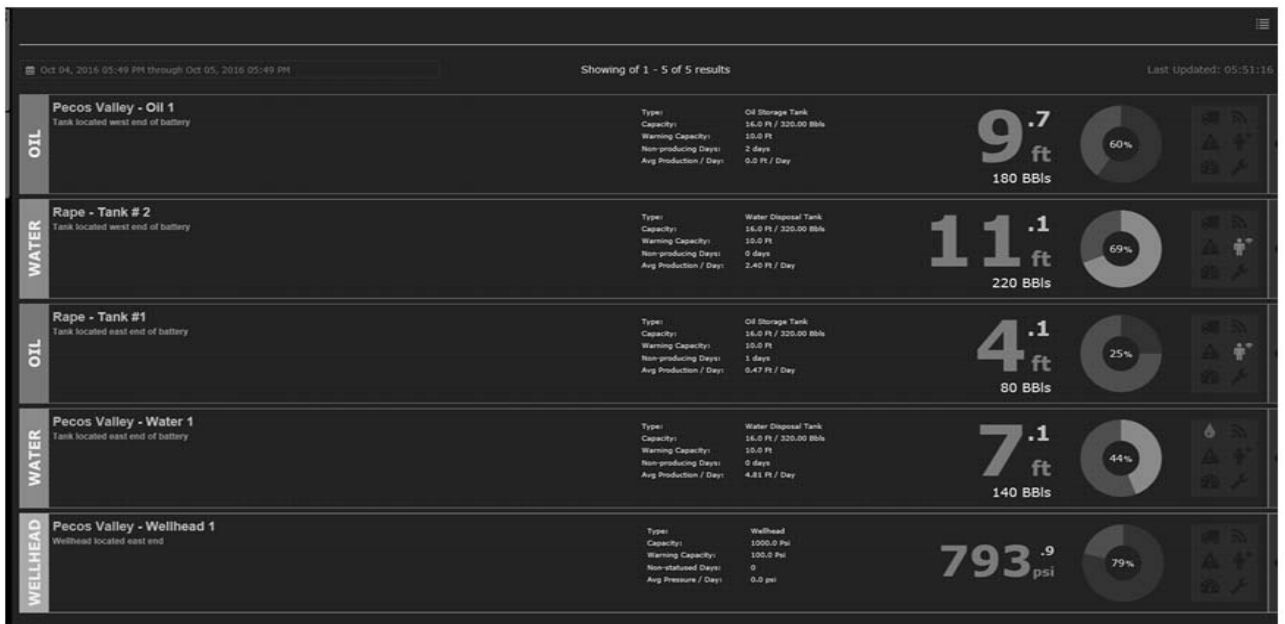 Oct 04, 2016 05:49 PM through Oct 05, 2016 05:49 PM
Showing of 1 - 5 of 5 results
Last Updated: 05:51:16
OIL
Pecos Valley - Oil 1
Tank located west end of battery
Type: Oil Storage Tank
Capacity: 16.0 Ft / 320.00 Bbls
Warning Capacity: 10.0 Ft
Non-producing Days: 2 days
Avg Production / Day: 0.0 Ft / Day
9.7 ft
180 BBls
60%
WATER
Rape - Tank # 2
Tank located west end of battery
Type: Water Disposal Tank
Capacity: 16.0 Ft / 320.00 Bbls
Warning Capacity: 10.0 Ft
Non-producing Days: 0 days
Avg Production / Day: 2.40 Ft / Day
11.1 ft
220 BBls
69%
OIL
Rape - Tank #1
Tank located east end of battery
Type: Oil Storage Tank
Capacity: 16.0 Ft / 320.00 Bbls
Warning Capacity: 10.0 Ft
Non-producing Days: 1 days
Avg Production / Day: 0.47 Ft / Day
4.1 ft
80 BBls
25%
WATER
Pecos Valley - Water 1
Tank located east end of battery
Type: Water Disposal Tank
Capacity: 16.0 Ft / 320.00 Bbls
Warning Capacity: 10.0 Ft
Non-producing Days: 0 days
Avg Production / Day: 4.81 Ft / Day
7.1 ft
140 BBls
44%
WELLHEAD
Pecos Valley - Wellhead 1
Wellhead located east end
Type: Wellhead
Capacity: 1000.0 Psi
Warning Capacity: 100.0 Psi
Non-statused Days: 0
Avg Pressure / Day: 0.0 psi
793.9 psi
79%